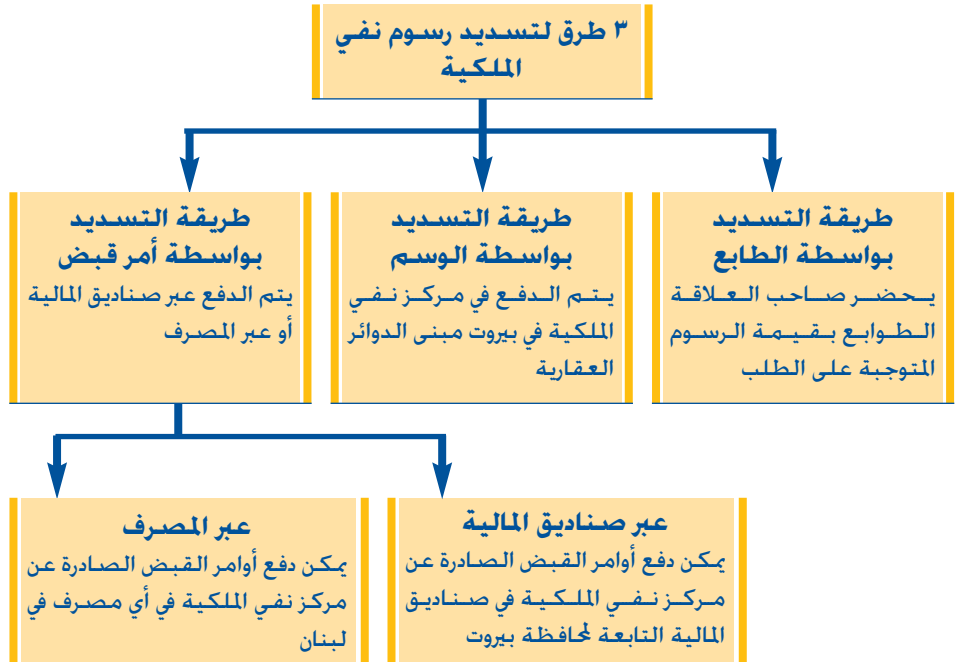 ٣ طرق لتسديد رسوم نفي
الملكية
طريقة التسديد
بواسطة الطابع
يحضر صاحب العلاقة
الطوابع بقيمة الرسوم
المتوجبة على الطلب
طريقة التسديد
بواسطة الوسم
يتم الدفع في مركز نفي
الملكية في بيروت مبنى الدوائر
العقارية
طريقة التسديد
بواسطة أمر قبض
يتم الدفع عبر صناديق المالية
أو عبر المصرف
عبر صناديق المالية
يمكن دفع أوامر القبض الصادرة عن
مركز نفي الملكية في صناديق
المالية التابعة لمحافظة بيروت
عبر المصرف
يمكن دفع أوامر القبض الصادرة عن
مركز نفي الملكية في أي مصرف في
لبنان